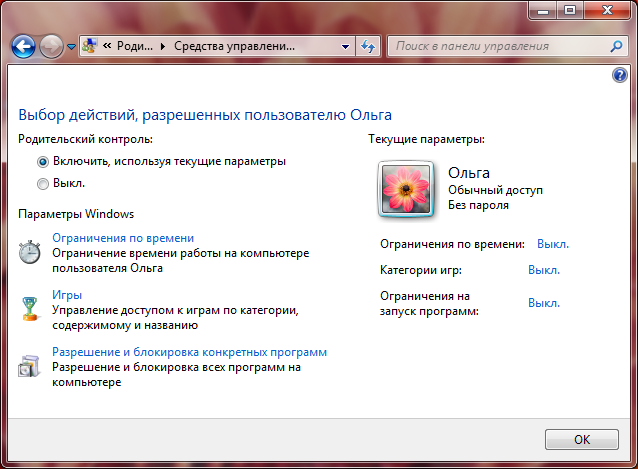 « Роди... Средства управлени...
Поиск в панели управления
Выбор действий, разрешенных пользователю Ольга
Родительский контроль:
Включить, используя текущие параметры
Выкл.
Параметры Windows
Ограничения по времени
Ограничение времени работы на компьютере
пользователя Ольга
Игры
Управление доступом к играм по категории,
содержимому и названию
Разрешение и блокировка конкретных программ
Разрешение и блокировка всех программ на
компьютере
Текущие параметры:
Ольга
Обычный доступ
Без пароля
Ограничения по времени: Выкл.
Категории игр: Выкл.
Ограничения на
запуск программ: Выкл.
ОК